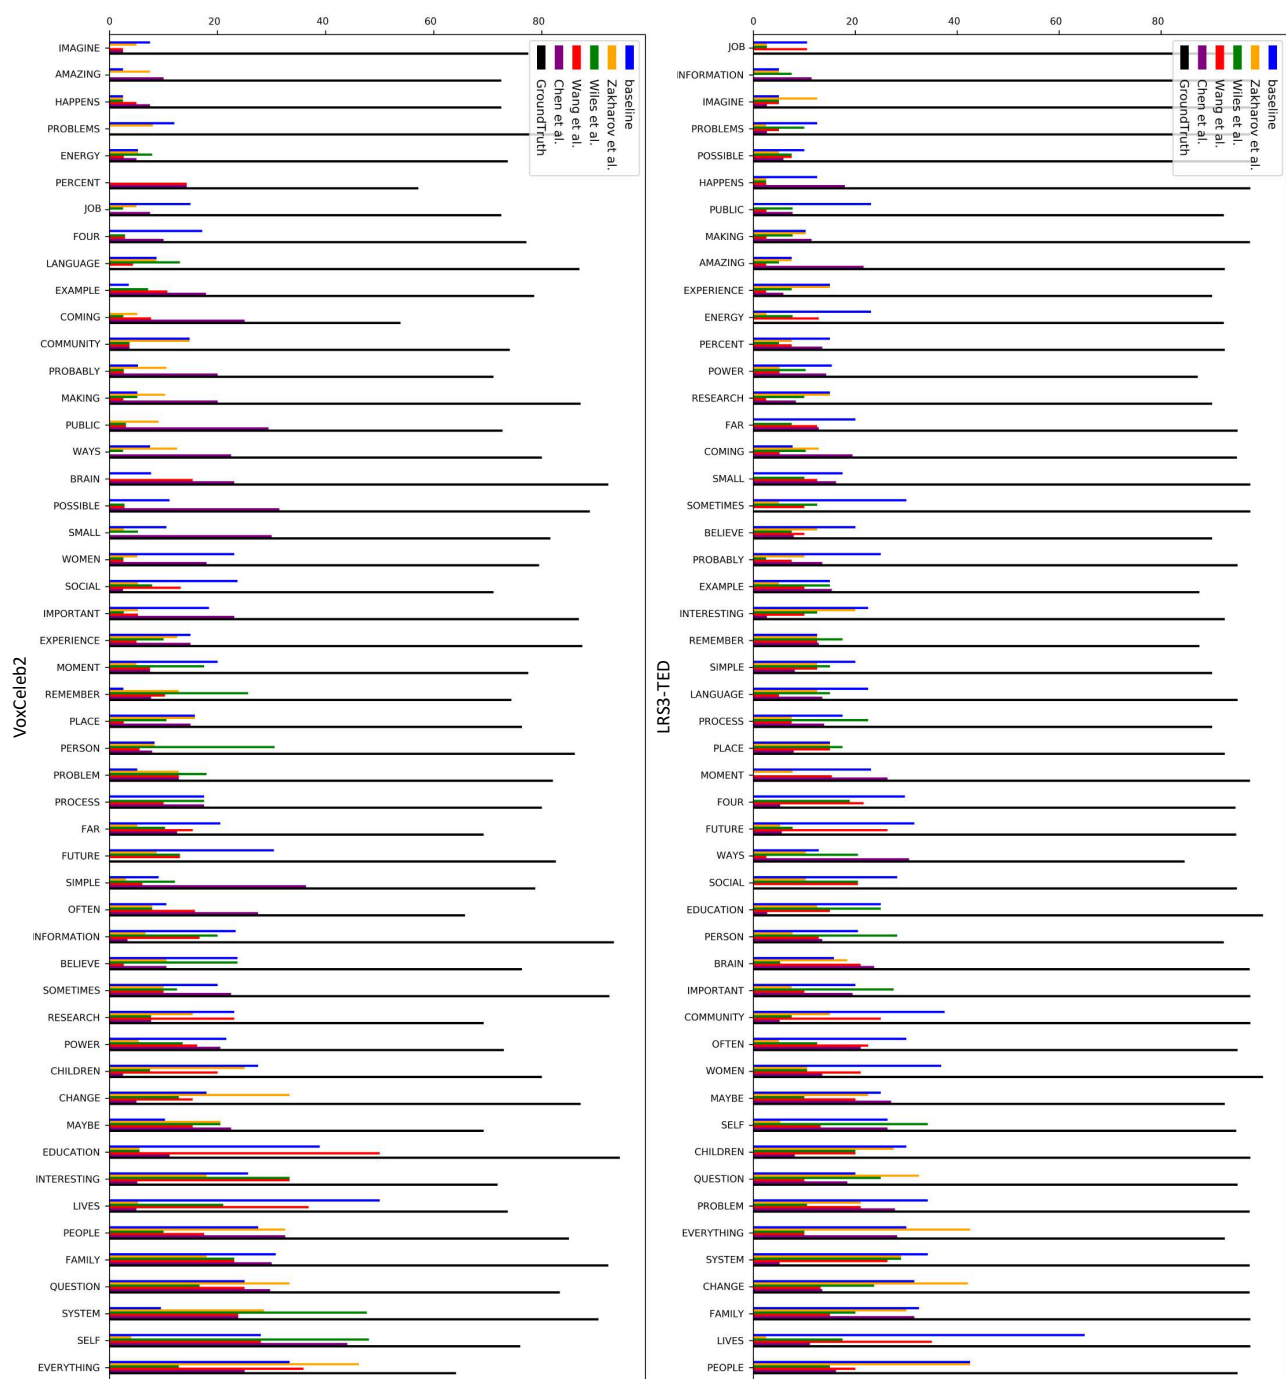 0 20 40 60 80
IMAGINE
AMAZING
HAPPENS
PROBLEMS
ENERGY
PERCENT
JOB
FOUR
LANGUAGE
EXAMPLE
COMING
COMMUNITY
PROBABLY
MAKING
PUBLIC
WAYS
BRAIN
POSSIBLE
SMALL
WOMEN
SOCIAL
IMPORTANT
EXPERIENCE
MOMENT
REMEMBER
PLACE
PERSON
PROBLEM
PROCESS
FAR
FUTURE
SIMPLE
OFTEN
INFORMATION
BELIEVE
SOMETIMES
RESEARCH
POWER
CHILDREN
CHANGE
MAYBE
EDUCATION
INTERESTING
LIVES
PEOPLE
FAMILY
QUESTION
SYSTEM
SELF
EVERYTHING
VoxCeleb2
baseline
Zakharov et al.
Wiles et al.
Wang et al.
Chen et al.
GroundTruth
0 20 40 60 80
JOB
NFORMATION
IMAGINE
PROBLEMS
POSSIBLE
HAPPENS
PUBLIC
MAKING
AMAZING
EXPERIENCE
ENERGY
PERCENT
POWER
RESEARCH
FAR
COMING
SMALL
SOMETIMES
BELIEVE
PROBABLY
EXAMPLE
INTERESTING
REMEMBER
SIMPLE
LANGUAGE
PROCESS
PLACE
MOMENT
FOUR
FUTURE
WAYS
SOCIAL
EDUCATION
PERSON
BRAIN
IMPORTANT
COMMUNITY
OFTEN
WOMEN
MAYBE
SELF
CHILDREN
QUESTION
PROBLEM
EVERYTHING
SYSTEM
CHANGE
FAMILY
LIVES
PEOPLE
LRS3-TED
baseline
Zakharov et al.
Wiles et al.
Wang et al.
Chen et al.
GroundTruth